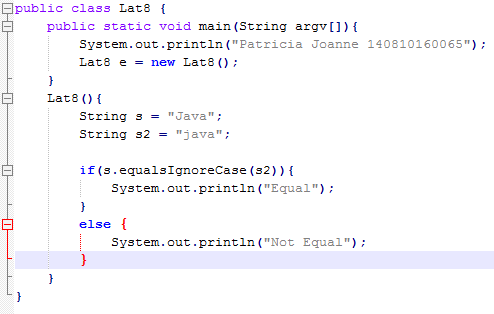 public class Lat8 {
    public static void main(String argv[]){
        System.out.println("Patricia Joanne 140810160065");
        Lat8 e = new Lat8();
    }
    Lat8(){
        String s = "Java";
        String s2 = "java";

        if(s.equalsIgnoreCase(s2)){
            System.out.println("Equal");
        }
        else {
            System.out.println("Not Equal");
        }
    }
}